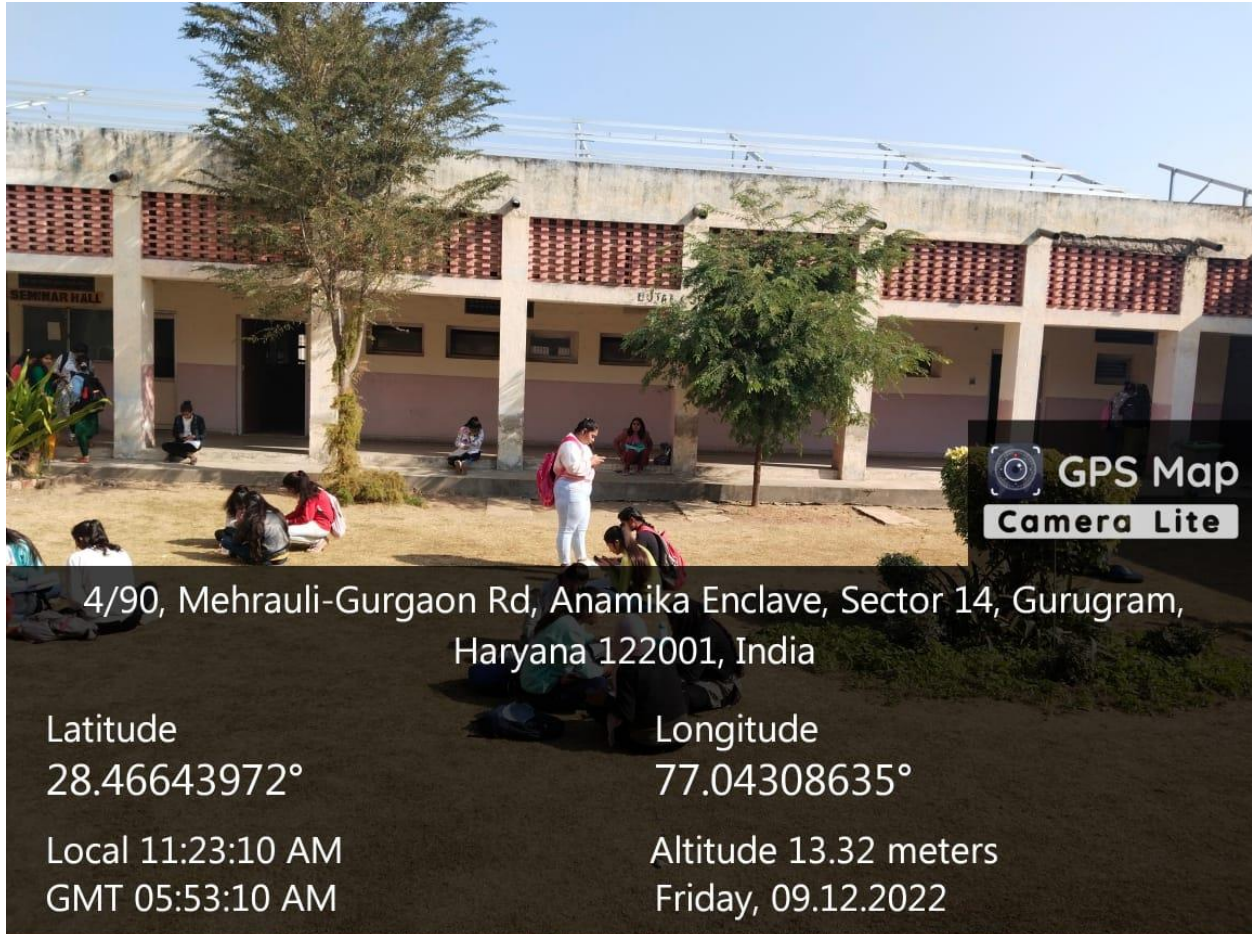 SEMINAR HALL
GPS Map
Camera Lite
4/90, Mehrauli-Gurgaon Rd, Anamika Enclave, Sector 14, Gurugram,
Haryana 122001, India
Latitude
28.46643972°
Longitude
77.04308635°
Local 11:23:10 AM
GMT 05:53:10 AM
Altitude 13.32 meters
Friday, 09.12.2022